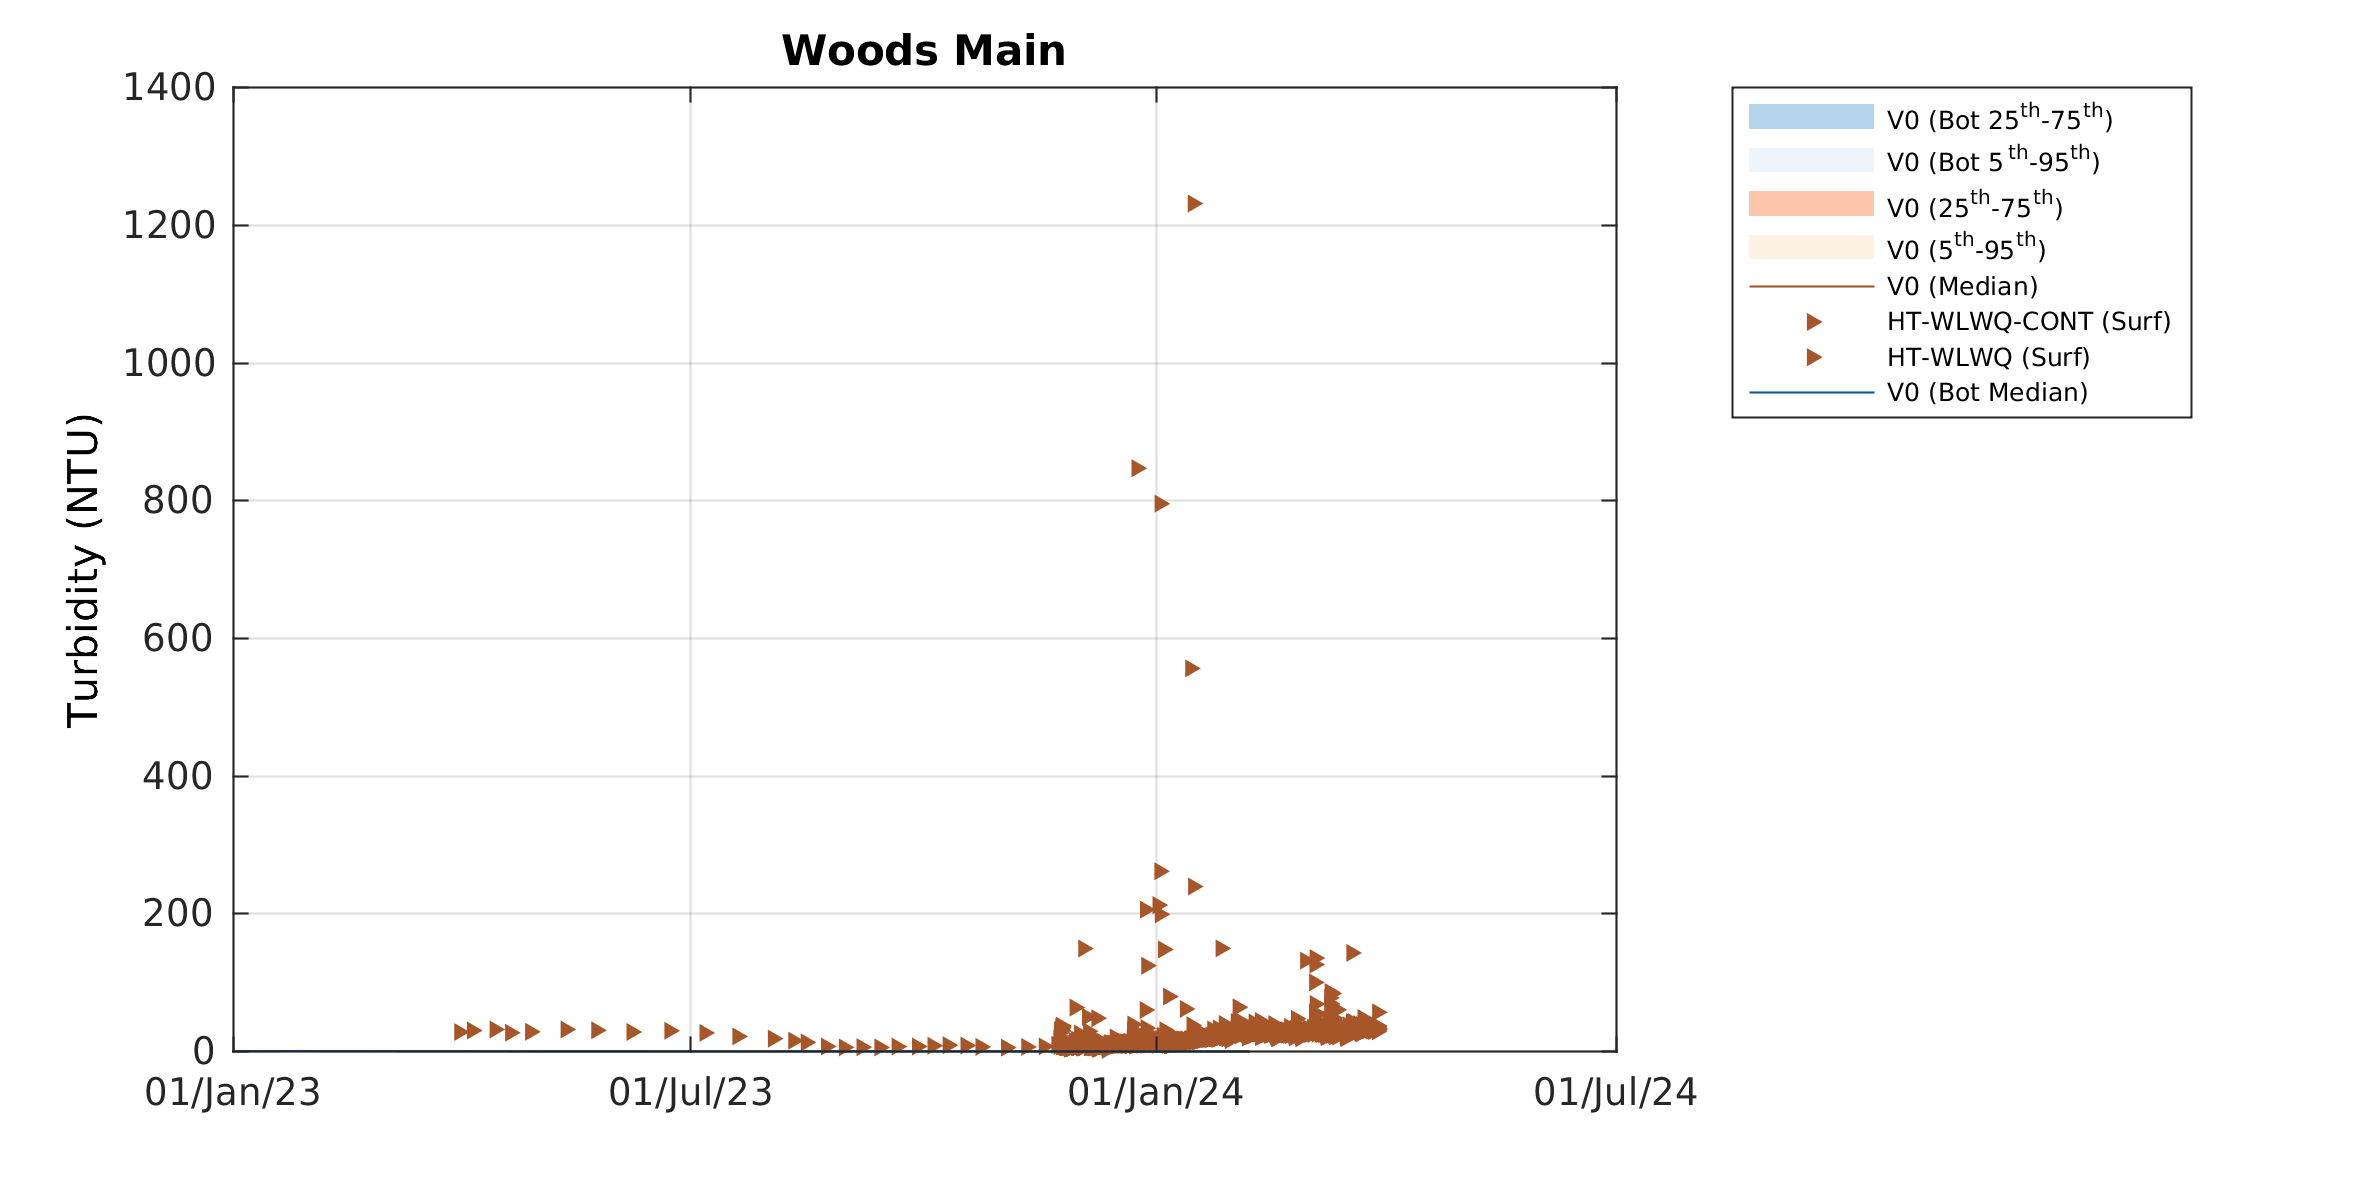 Woods Main
1400
1200
1000
800
600
400
200
0
Turbidity (NTU)
01/Jan/23
01/Jul/23
01/Jan/24
01/Jul/24
V0 (Bot 25th-75th)
V0 (Bot 5th-95th)
V0 (25th-75th)
V0 (5th-95th)
V0 (Median)
HT-WLWQ-CONT (Surf)
HT-WLWQ (Surf)
V0 (Bot Median)